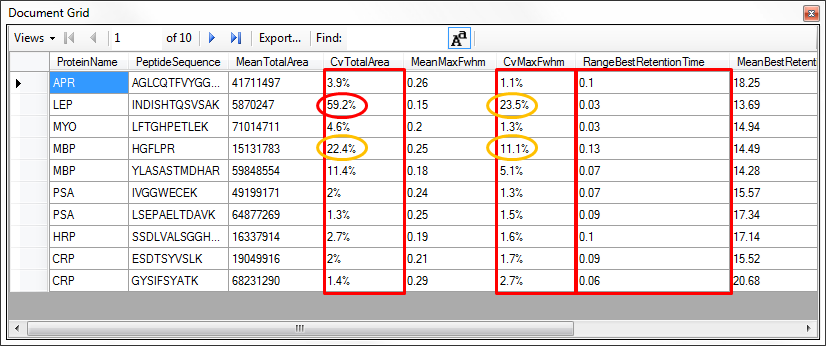 Document Grid
Views 1 of 10 Export... Find: Aa
ProteinName PeptideSequence MeanTotalArea CvTotalArea MeanMaxFwhm CvMaxFwhm RangeBestRetentionTime MeanBestRetenti
APR AGLCQTFVYGG... 41711497 3.9% 0.26 1.1% 0.1 18.25
LEP INDISHTQSVSAK 5870247 59.2% 0.15 23.5% 0.03 13.69
MYO LFTGHPETLEK 71014711 4.6% 0.2 1.3% 0.03 14.94
MBP HGFLPR 15131783 22.4% 0.25 11.1% 0.13 14.49
MBP YLASASTMDHAR 59848554 11.4% 0.18 5.1% 0.07 14.28
PSA IVGGWECEK 49199171 2% 0.24 1.3% 0.07 15.57
PSA LSEPAELTDAVK 64877269 1.3% 0.25 1.5% 0.09 17.34
HRP SSDLVALSGGH... 16337914 2.7% 0.19 1.6% 0.1 17.14
CRP ESDTSYVSLK 19049916 2% 0.21 1.7% 0.09 15.52
CRP GYSIFSYATK 68231290 1.4% 0.29 2.7% 0.06 20.68